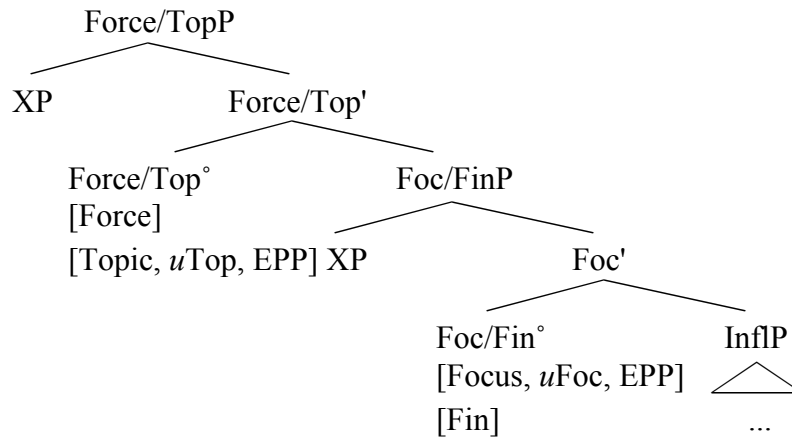 Force/TopP
XP Force/Top'
Force/Top° Foc/FinP
[Force]
[Topic, uTop, EPP] XP Foc'
Foc/Fin° InflP
[Focus, uFoc, EPP]
[Fin] ...